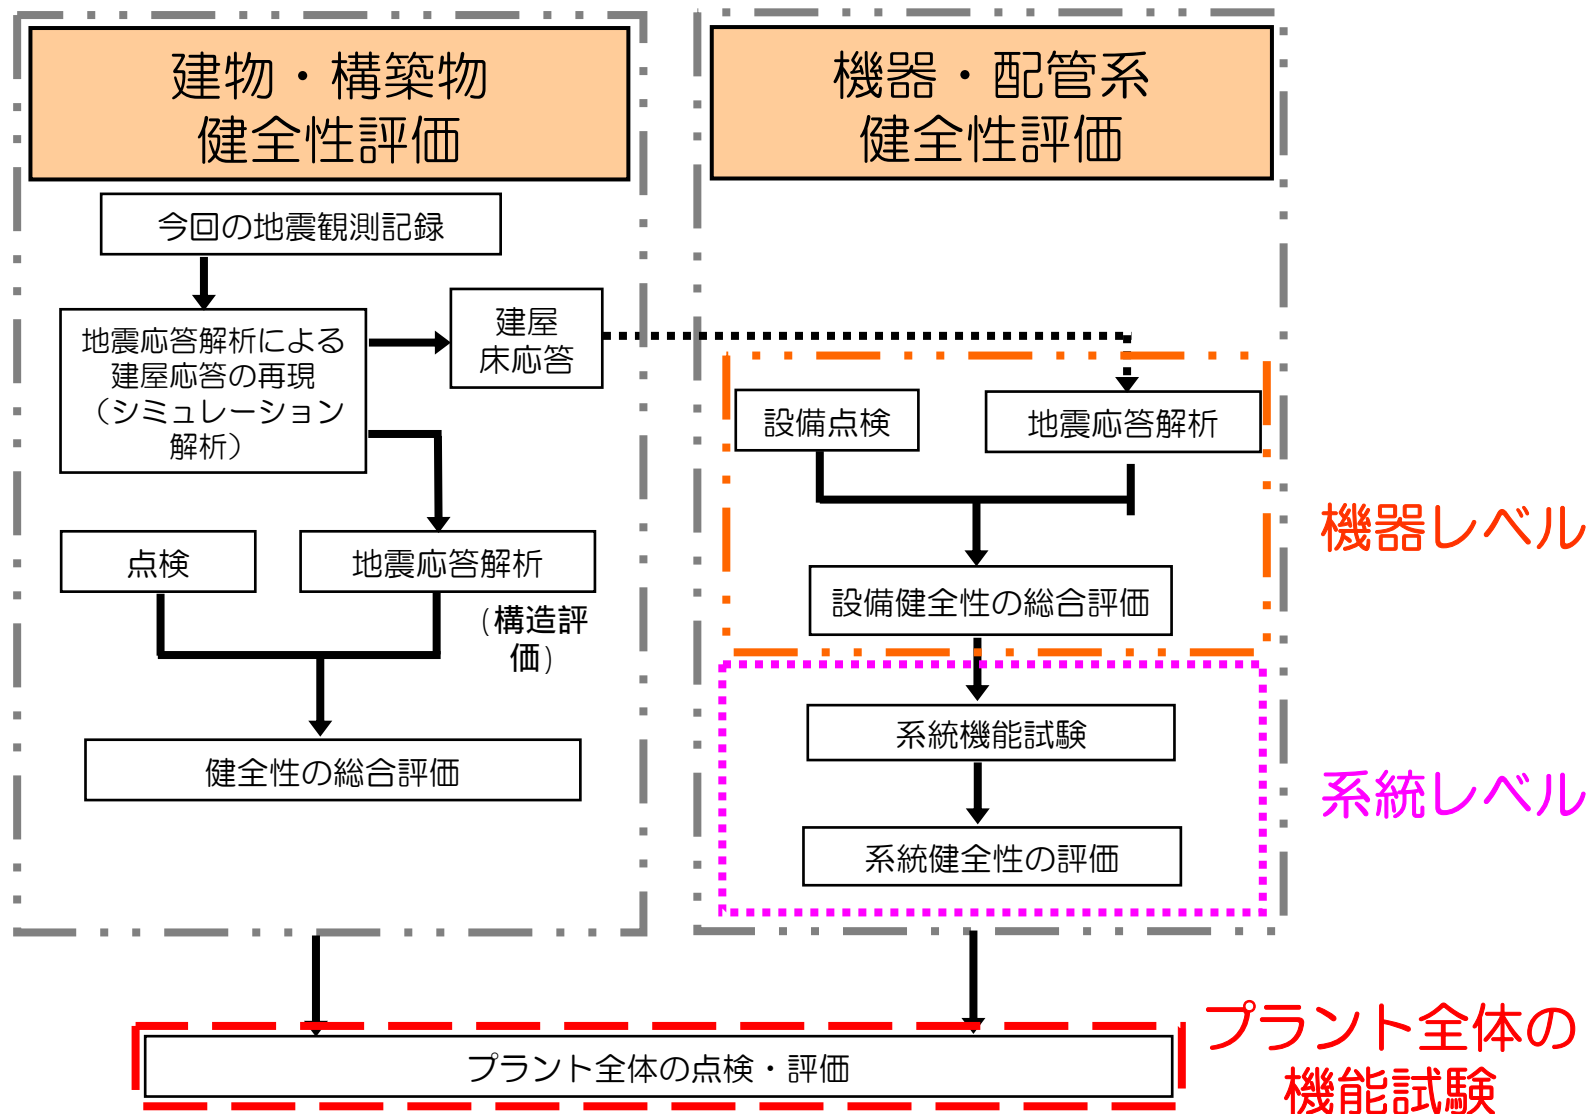 建物・構築物
健全性評価
今回の地震観測記録
地震応答解析による
建屋応答の再現
（シミュレーション
解析）
建屋
床応答
点検
地震応答解析
(構造評
価)
健全性の総合評価
機器・配管系
健全性評価
設備点検
地震応答解析
設備健全性の総合評価
機器レベル
系統機能試験
系統健全性の評価
系統レベル
プラント全体の点検・評価
プラント全体の
機能試験